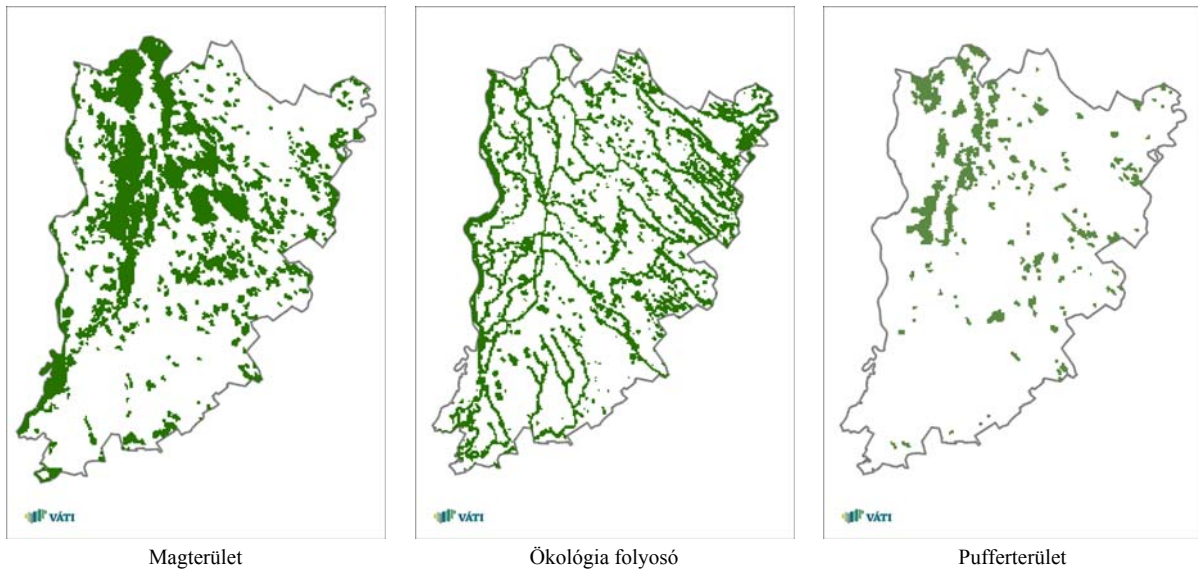 VÁTI
VÁTI
VÁTI
Magterület
Ökológia folyosó
Pufferterület